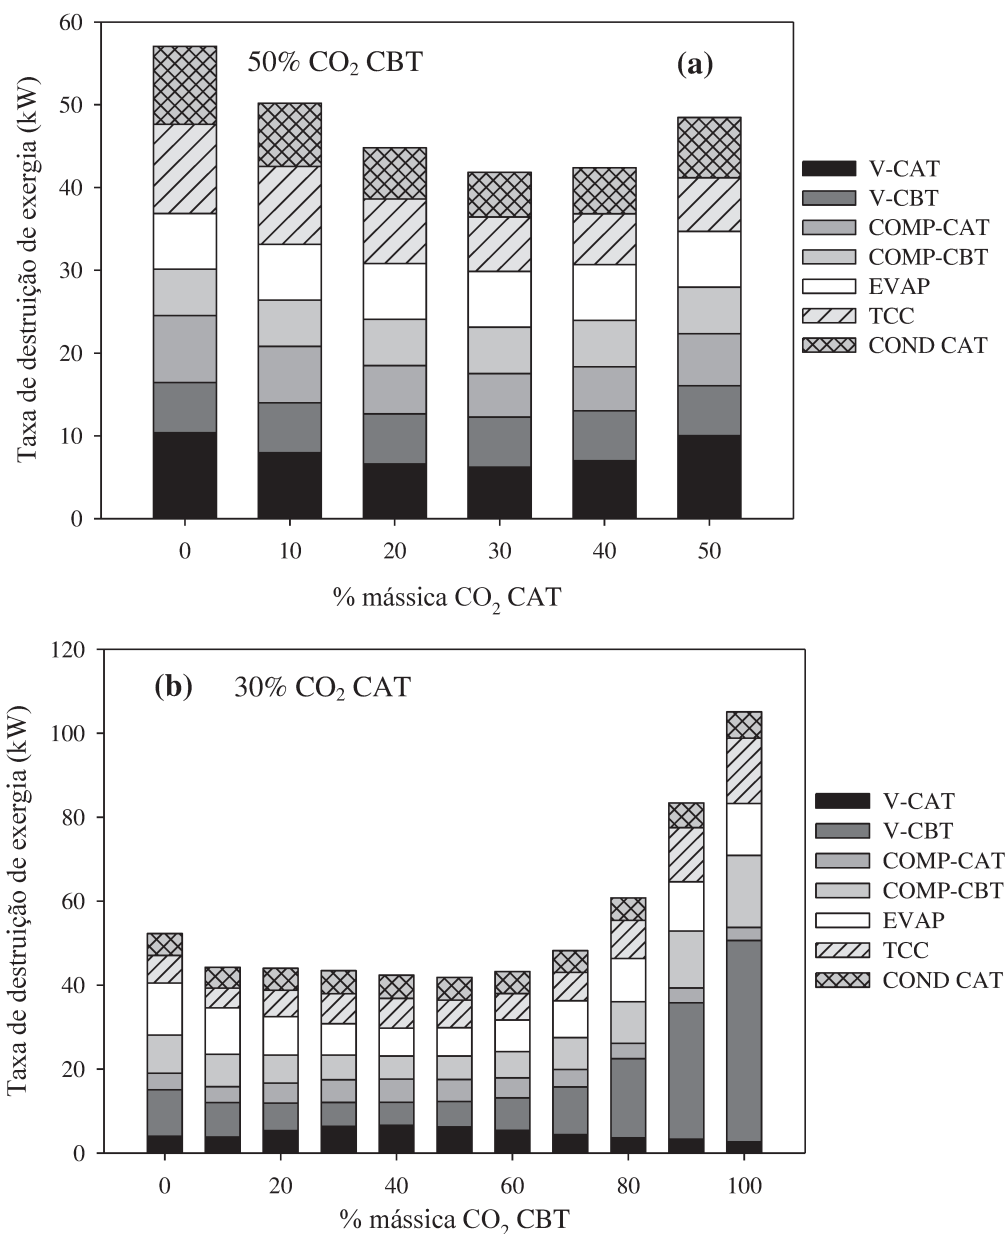 60
50
40
30
20
10
0
Taxa de destruição de exergia (kW)
50% CO₂ CBT
(a)
V-CAT
V-CBT
COMP-CAT
COMP-CBT
EVAP
TCC
COND CAT
0 10 20 30 40 50
% mássica CO₂ CAT
120
100
80
60
40
20
0
Taxa de destruição de exergia (kW)
(b) 30% CO₂ CAT
V-CAT
V-CBT
COMP-CAT
COMP-CBT
EVAP
TCC
COND CAT
0 20 40 60 80 100
% mássica CO₂ CBT